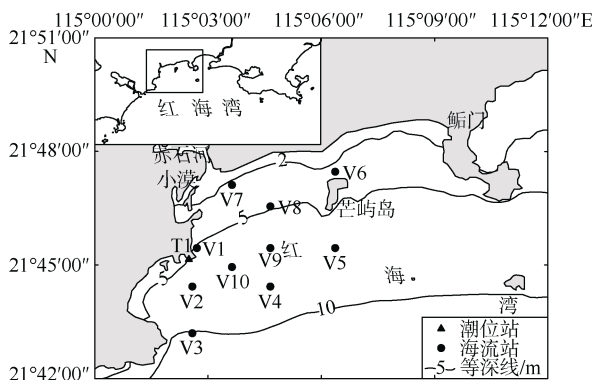 115°00′00″ 115°03′00″ 115°06′00″ 115°09′00″ 115°12′00″E
21°51′00″
N
红海湾
鲘门
21°48′00″
赤石河
小漠
2
V6
V7
V8
芒屿岛
5
T1
V1
V9
红
V5
21°45′00″
V10
海
5
V2
V4
10
湾
V3
潮位站
海流站
5 等深线/m
21°42′00″